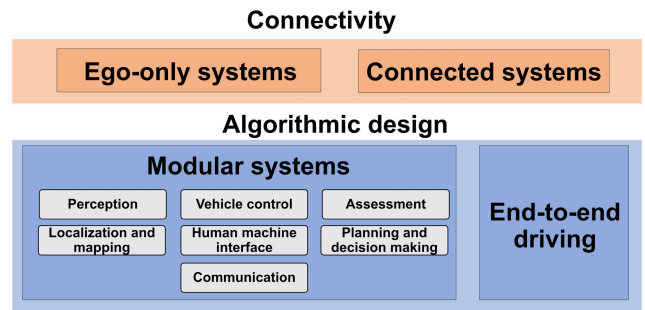 Connectivity
Ego-only systems
Connected systems
Algorithmic design
Modular systems
Perception
Vehicle control
Assessment
Localization and
mapping
Human machine
interface
Planning and
decision making
Communication
End-to-end
driving